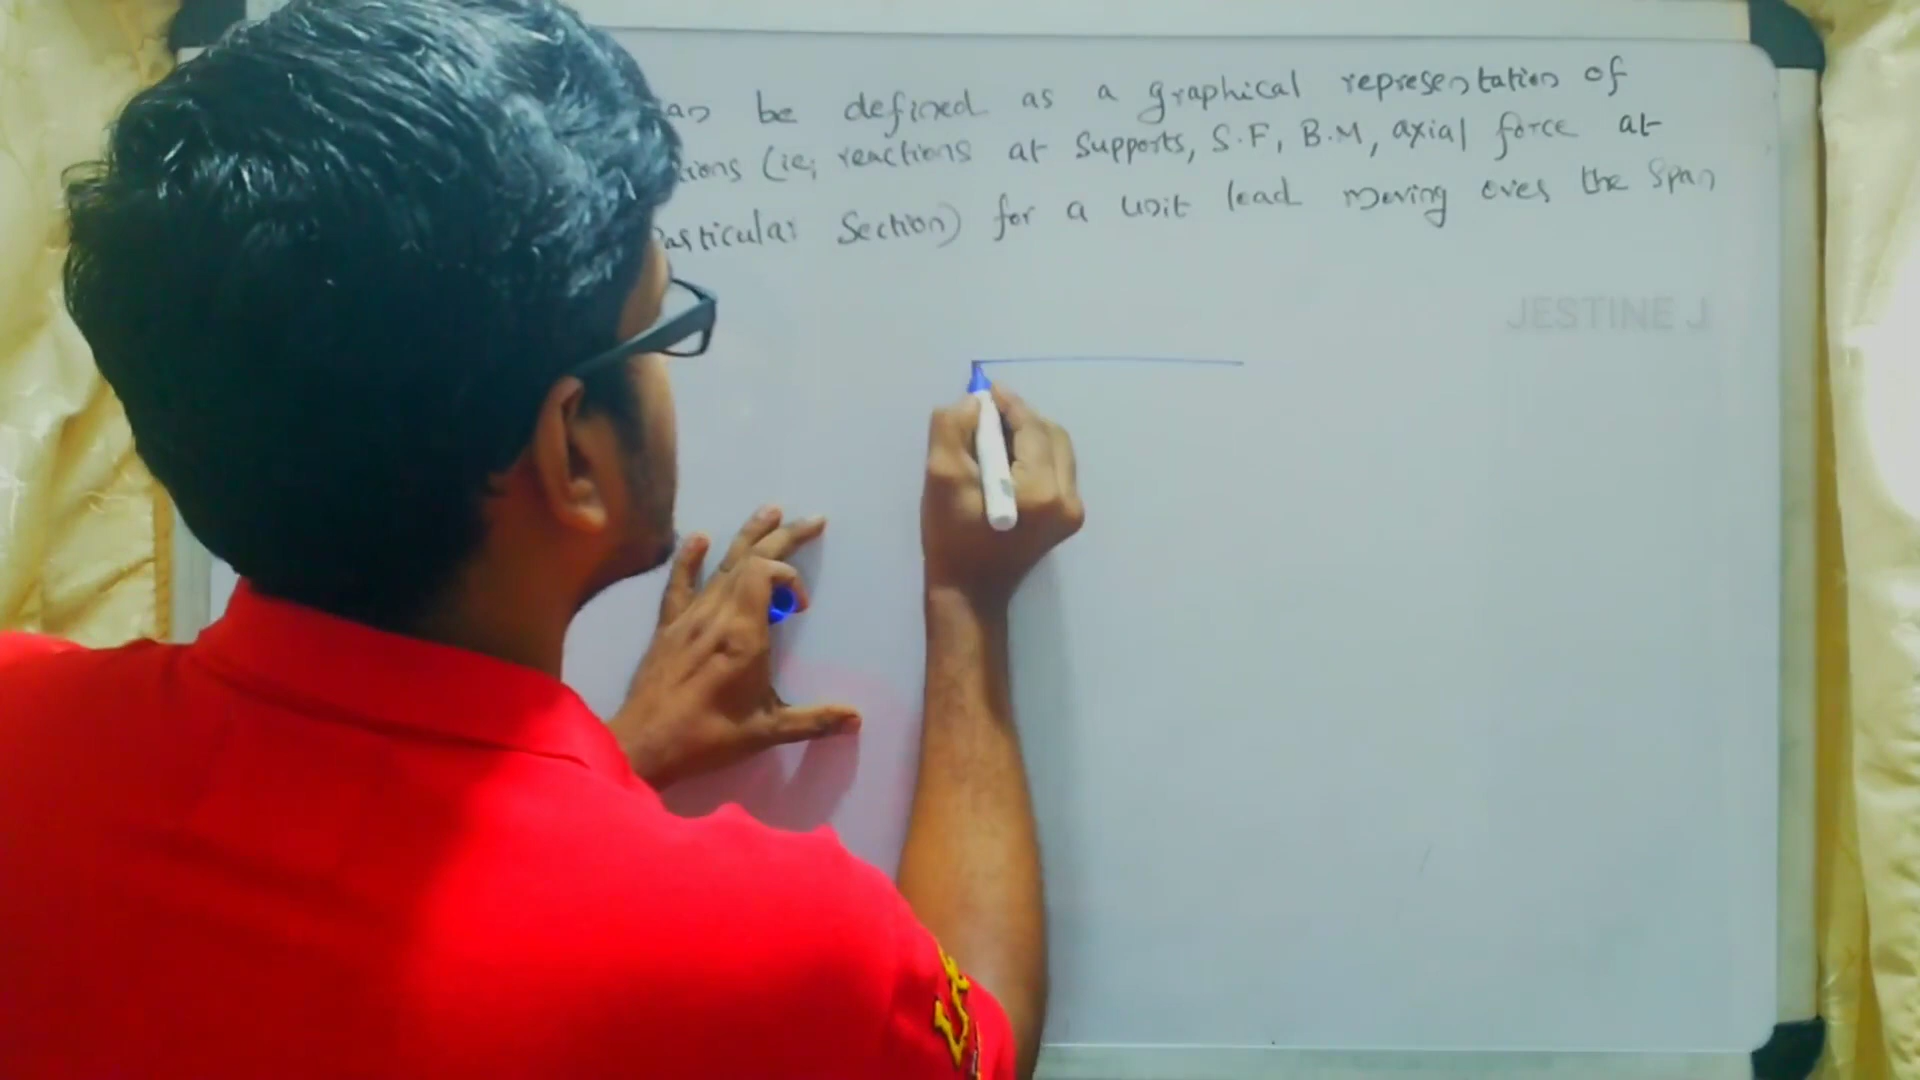 be defined as a graphical representation of
(ie; reactions at supports, S.F, B.M, axial force at
Particular Section) for a unit load moving over the span
JESTINE J